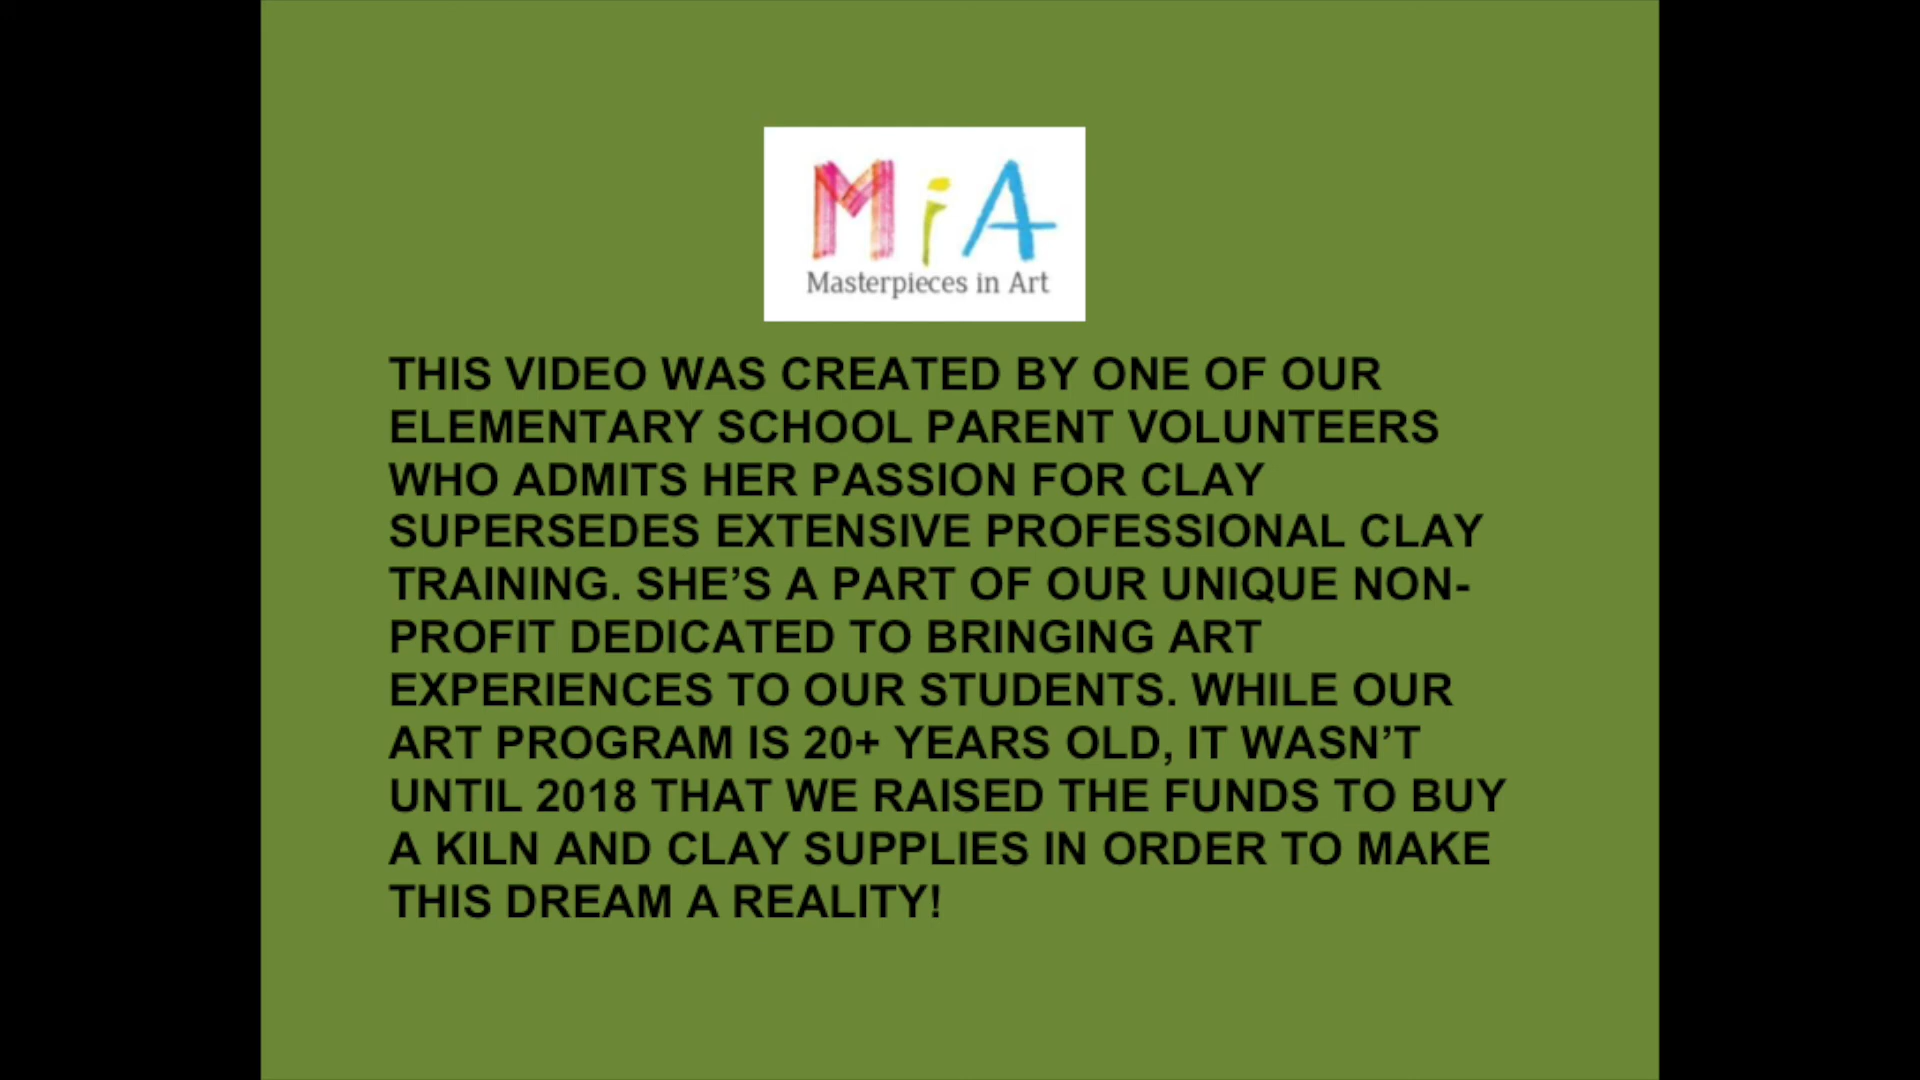 MiA
Masterpieces in Art
THIS VIDEO WAS CREATED BY ONE OF OUR
ELEMENTARY SCHOOL PARENT VOLUNTEERS
WHO ADMITS HER PASSION FOR CLAY
SUPERSEDES EXTENSIVE PROFESSIONAL CLAY
TRAINING. SHE’S A PART OF OUR UNIQUE NON-
PROFIT DEDICATED TO BRINGING ART
EXPERIENCES TO OUR STUDENTS. WHILE OUR
ART PROGRAM IS 20+ YEARS OLD, IT WASN’T
UNTIL 2018 THAT WE RAISED THE FUNDS TO BUY
A KILN AND CLAY SUPPLIES IN ORDER TO MAKE
THIS DREAM A REALITY!